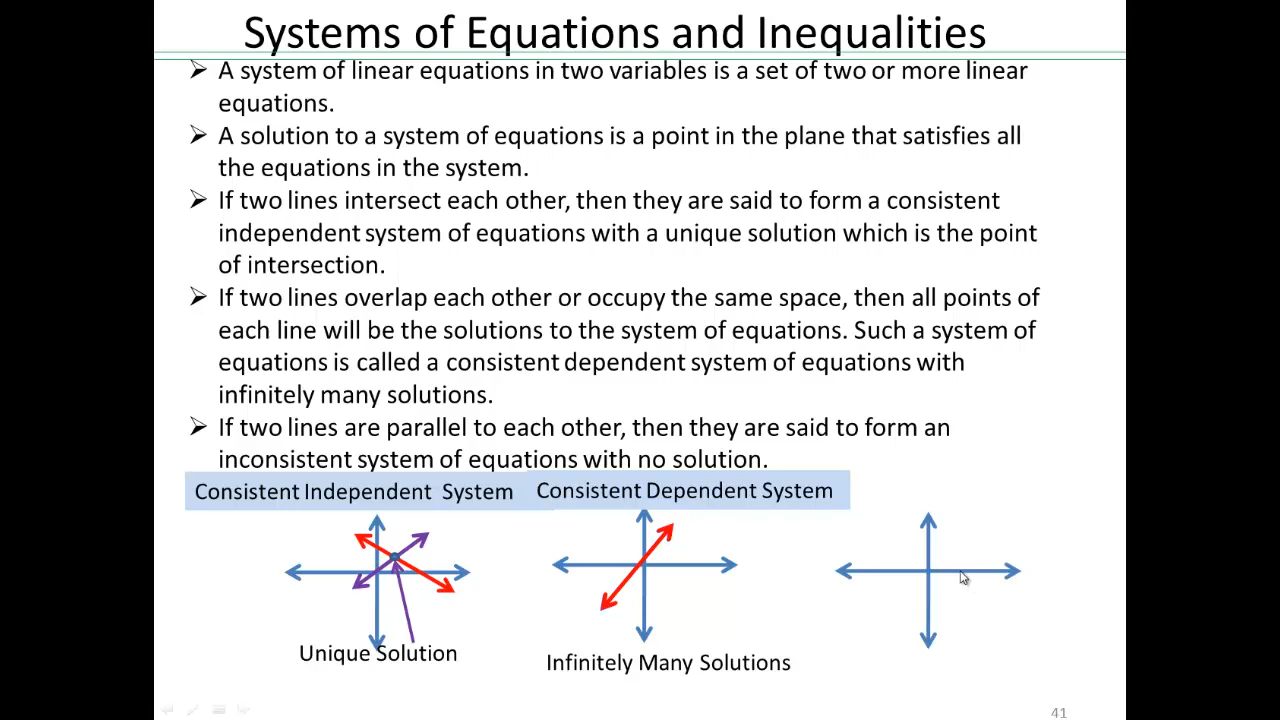 Systems of Equations and Inequalities
A system of linear equations in two variables is a set of two or more linear
equations.
A solution to a system of equations is a point in the plane that satisfies all
the equations in the system.
If two lines intersect each other, then they are said to form a consistent
independent system of equations with a unique solution which is the point
of intersection.
If two lines overlap each other or occupy the same space, then all points of
each line will be the solutions to the system of equations. Such a system of
equations is called a consistent dependent system of equations with
infinitely many solutions.
If two lines are parallel to each other, then they are said to form an
inconsistent system of equations with no solution.
Consistent Independent System
Consistent Dependent System
Unique Solution
Infinitely Many Solutions
41